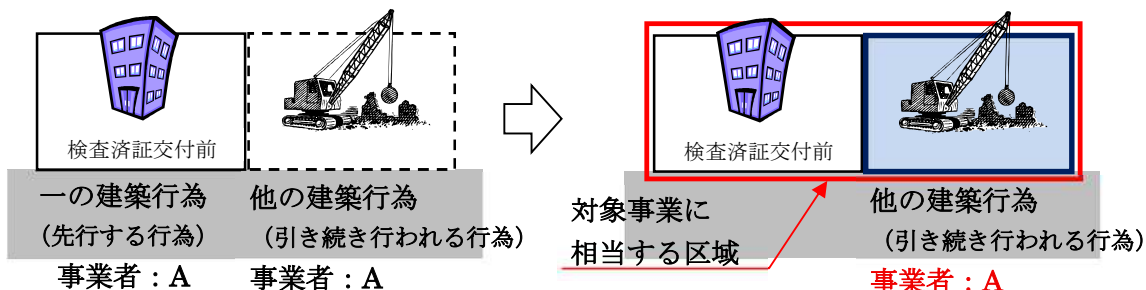 検査済証交付前
一の建築行為
(先行する行為)
事業者：A
他の建築行為
(引き続き行われる行為)
事業者：A
検査済証交付前
対象事業に
相当する区域
他の建築行為
(引き続き行われる行為)
事業者：A